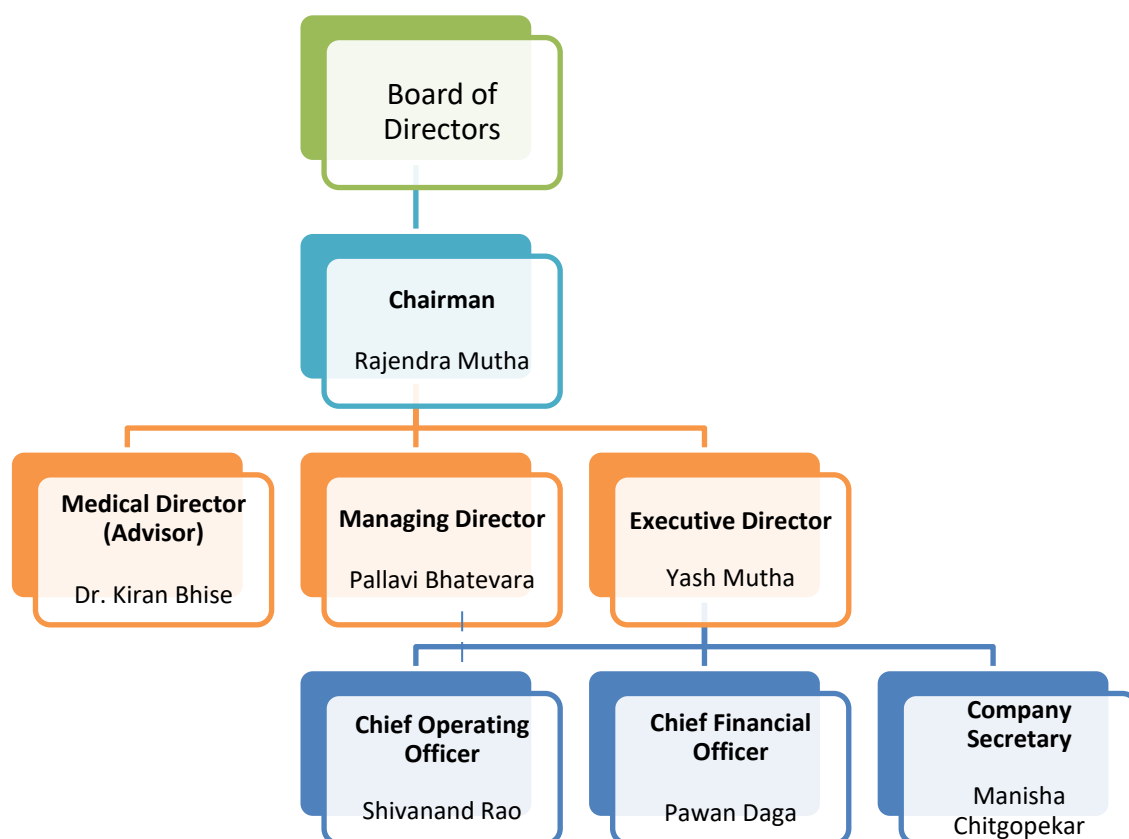 Board of
Directors
Chairman
Rajendra Mutha
Medical Director
(Advisor)
Dr. Kiran Bhise
Managing Director
Pallavi Bhatevara
Executive Director
Yash Mutha
Chief Operating
Officer
Shivanand Rao
Chief Financial
Officer
Pawan Daga
Company
Secretary
Manisha
Chitgopekar